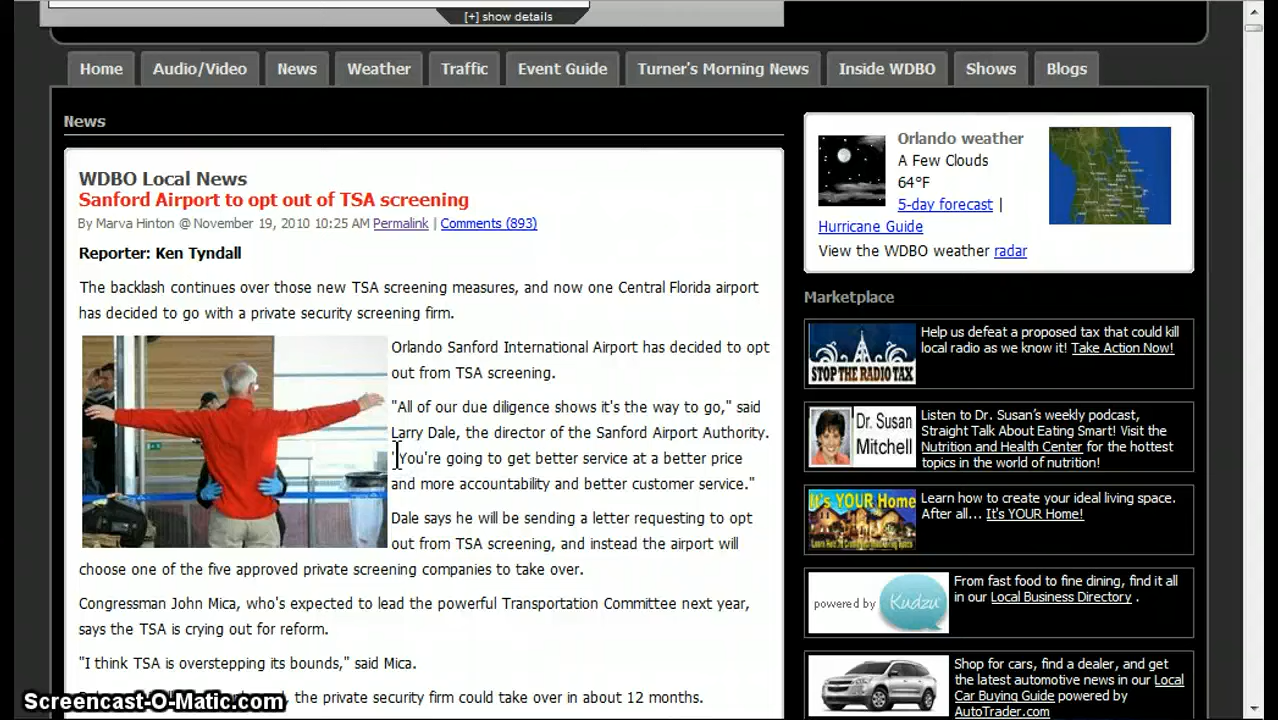 [+] show details
Home
Audio/Video
News
Weather
Traffic
Event Guide
Turner's Morning News
Inside WDBO
Shows
Blogs
News
WDBO Local News
Sanford Airport to opt out of TSA screening
By Marva Hinton @ November 19, 2010 10:25 AM Permalink | Comments (893)
Reporter: Ken Tyndall
The backlash continues over those new TSA screening measures, and now one Central Florida airport
has decided to go with a private security screening firm.
Orlando Sanford International Airport has decided to opt
out from TSA screening.
"All of our due diligence shows it's the way to go," said
Larry Dale, the director of the Sanford Airport Authority.
"You're going to get better service at a better price
and more accountability and better customer service."
Dale says he will be sending a letter requesting to opt
out from TSA screening, and instead the airport will
choose one of the five approved private screening companies to take over.
Congressman John Mica, who's expected to lead the powerful Transportation Committee next year,
says the TSA is crying out for reform.
"I think TSA is overstepping its bounds," said Mica.
, the private security firm could take over in about 12 months.
Orlando weather
A Few Clouds
64°F
5-day forecast |
Hurricane Guide
View the WDBO weather radar
Marketplace
STOP THE RADIO TAX
Help us defeat a proposed tax that could kill
local radio as we know it! Take Action Now!
Dr. Susan
Mitchell
Listen to Dr. Susan's weekly podcast,
Straight Talk About Eating Smart! Visit the
Nutrition and Health Center for the hottest
topics in the world of nutrition!
It's YOUR Home
Learn how to create your ideal living space.
After all... It's YOUR Home!
powered by Kudzu
From fast food to fine dining, find it all
in our Local Business Directory .
Shop for cars, find a dealer, and get
the latest automotive news in our Local
Car Buying Guide powered by
AutoTrader.com
Screencast-O-Matic.com